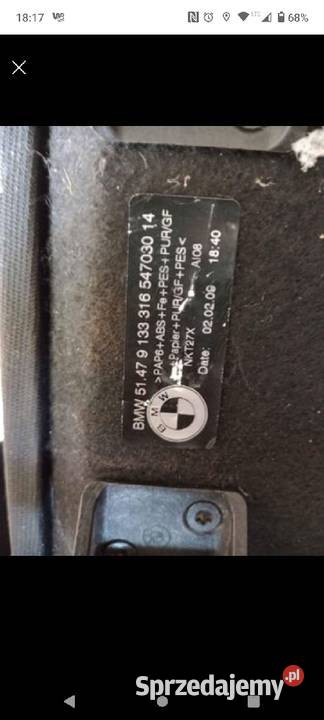 18:17
68%
BMW 51.47 9 133 316 547030 14
>PAP6+ABS+Fe+PES+PUR/GF
Papier+PUR/GF+PES<
NKT27X AI08
Date: 02.02.09 18:40
BMW
Sprzedajemy.pl